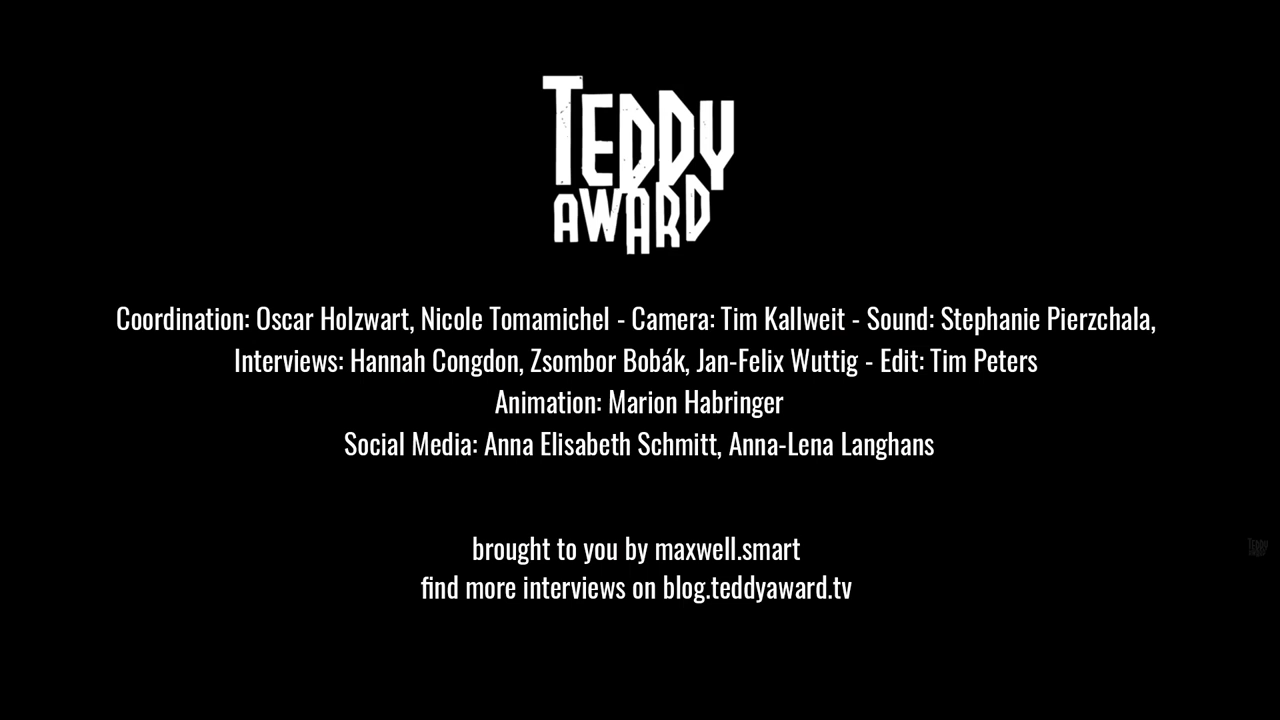 TEDDY
AWARD
Coordination: Oscar Holzwart, Nicole Tomamichel - Camera: Tim Kallweit - Sound: Stephanie Pierzchala,
Interviews: Hannah Congdon, Zsombor Bobák, Jan-Felix Wuttig - Edit: Tim Peters
Animation: Marion Habringer
Social Media: Anna Elisabeth Schmitt, Anna-Lena Langhans
brought to you by maxwell.smart
find more interviews on blog.teddyaward.tv
TEDDY
AWARD